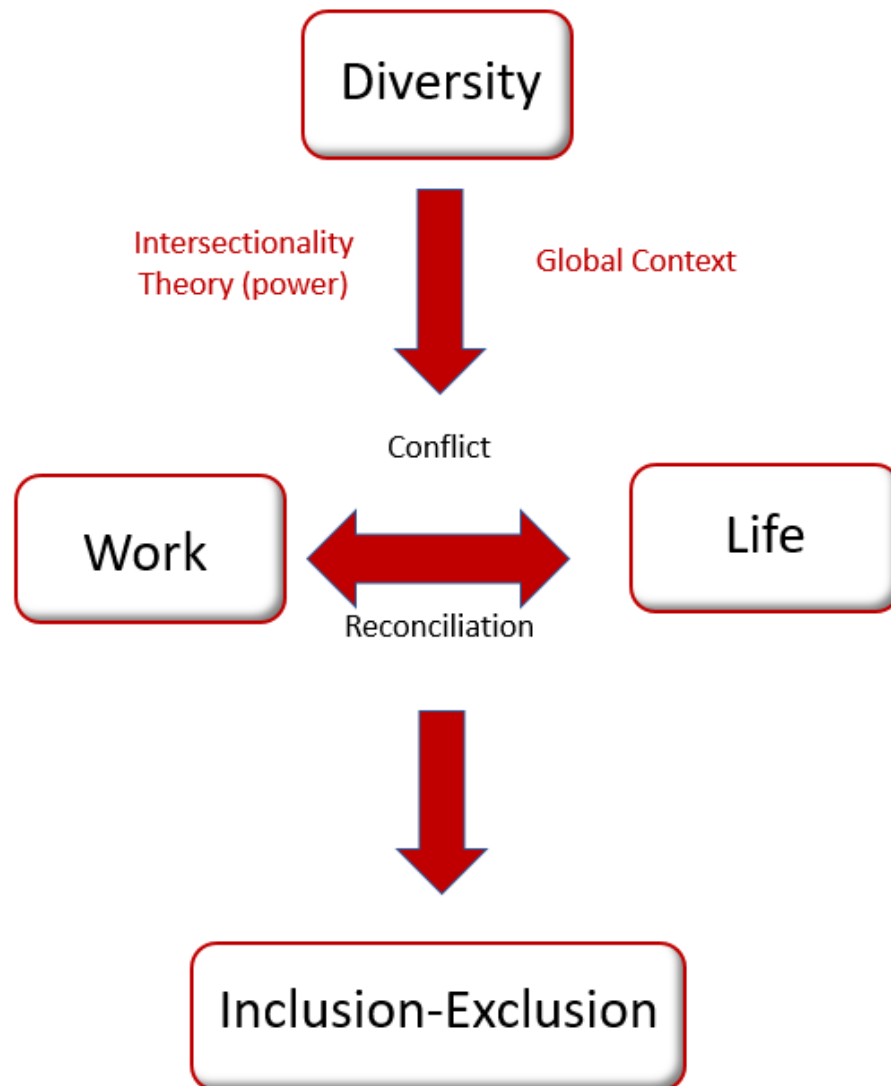 Diversity
Intersectionality
Theory (power)
Global Context
Conflict
Work
Life
Reconciliation
Inclusion-Exclusion